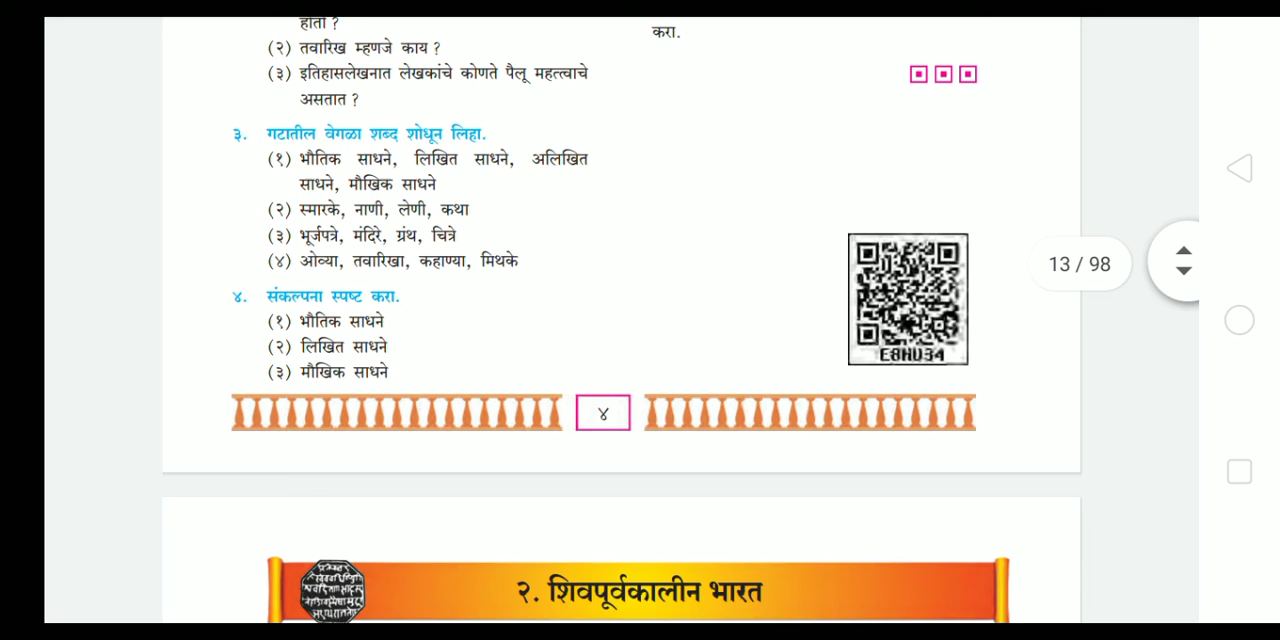 होता ?
(२) तवारिख म्हणजे काय ?
(३) इतिहासलेखनात लेखकांचे कोणते पैलू महत्त्वाचे
असतात ?
३. गटातील वेगळा शब्द शोधून लिहा.
(१) भौतिक साधने, लिखित साधने, अलिखित
साधने, मौखिक साधने
(२) स्मारके, नाणी, लेणी, कथा
(३) भूर्जपत्रे, मंदिरे, ग्रंथ, चित्रे
(४) ओव्या, तवारिखा, कहाण्या, मिथके
४. संकल्पना स्पष्ट करा.
(१) भौतिक साधने
(२) लिखित साधने
(३) मौखिक साधने
करा.
E8HU34
13 / 98
४
२. शिवपूर्वकालीन भारत